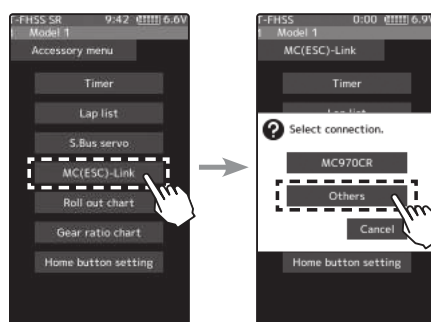 T-FHSS SR 9:42 6.6V
Model 1
Accessory menu
Timer
Lap list
S.Bus servo
MC(ESC)-Link
Roll out chart
Gear ratio chart
Home button setting
T-FHSS 0:00 6.9V
Model 1
MC(ESC)-Link
Timer
Lap list
Select connection.
MC970CR
Others
Cancel
Home button setting